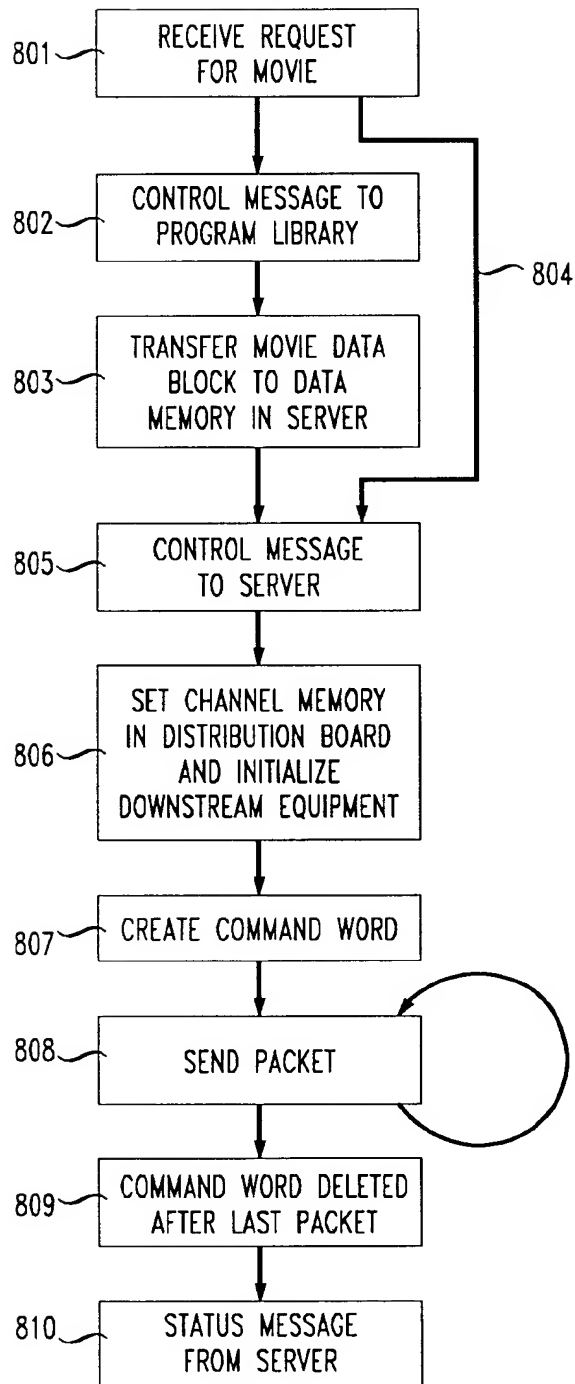 801
RECEIVE REQUEST
FOR MOVIE
802
CONTROL MESSAGE TO
PROGRAM LIBRARY
804
803
TRANSFER MOVIE DATA
BLOCK TO DATA
MEMORY IN SERVER
805
CONTROL MESSAGE
TO SERVER
806
SET CHANNEL MEMORY
IN DISTRIBUTION BOARD
AND INITIALIZE
DOWNSTREAM EQUIPMENT
807
CREATE COMMAND WORD
808
SEND PACKET
809
COMMAND WORD DELETED
AFTER LAST PACKET
810
STATUS MESSAGE
FROM SERVER